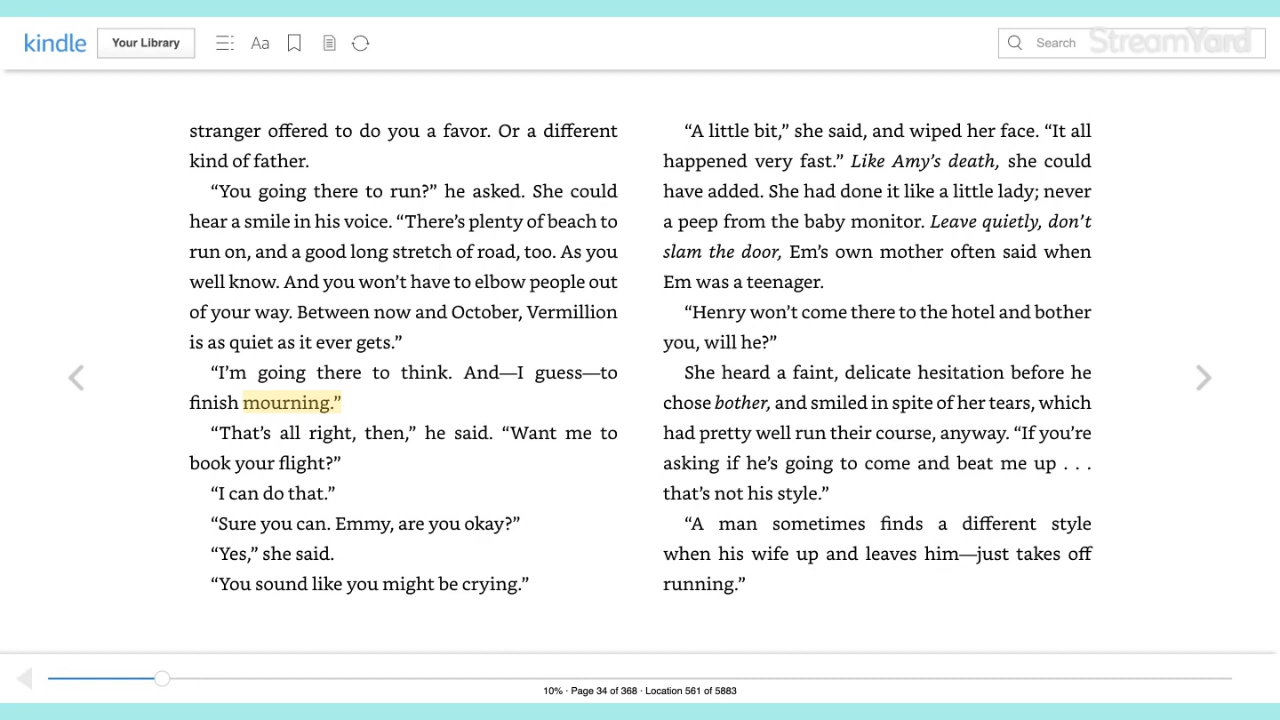 kindle
Your Library
Aa
Search
StreamYard
stranger offered to do you a favor. Or a different
kind of father.
“You going there to run?” he asked. She could
hear a smile in his voice. “There’s plenty of beach to
run on, and a good long stretch of road, too. As you
well know. And you won’t have to elbow people out
of your way. Between now and October, Vermillion
is as quiet as it ever gets.”
“I’m going there to think. And—I guess—to
finish mourning.”
“That’s all right, then,” he said. “Want me to
book your flight?”
“I can do that.”
“Sure you can. Emmy, are you okay?”
“Yes,” she said.
“You sound like you might be crying.”
“A little bit,” she said, and wiped her face. “It all
happened very fast.” Like Amy’s death, she could
have added. She had done it like a little lady; never
a peep from the baby monitor. Leave quietly, don’t
slam the door, Em’s own mother often said when
Em was a teenager.
“Henry won’t come there to the hotel and bother
you, will he?”
She heard a faint, delicate hesitation before he
chose bother, and smiled in spite of her tears, which
had pretty well run their course, anyway. “If you’re
asking if he’s going to come and beat me up . . .
that’s not his style.”
“A man sometimes finds a different style
when his wife up and leaves him—just takes off
running.”
10% · Page 34 of 368 · Location 561 of 5883